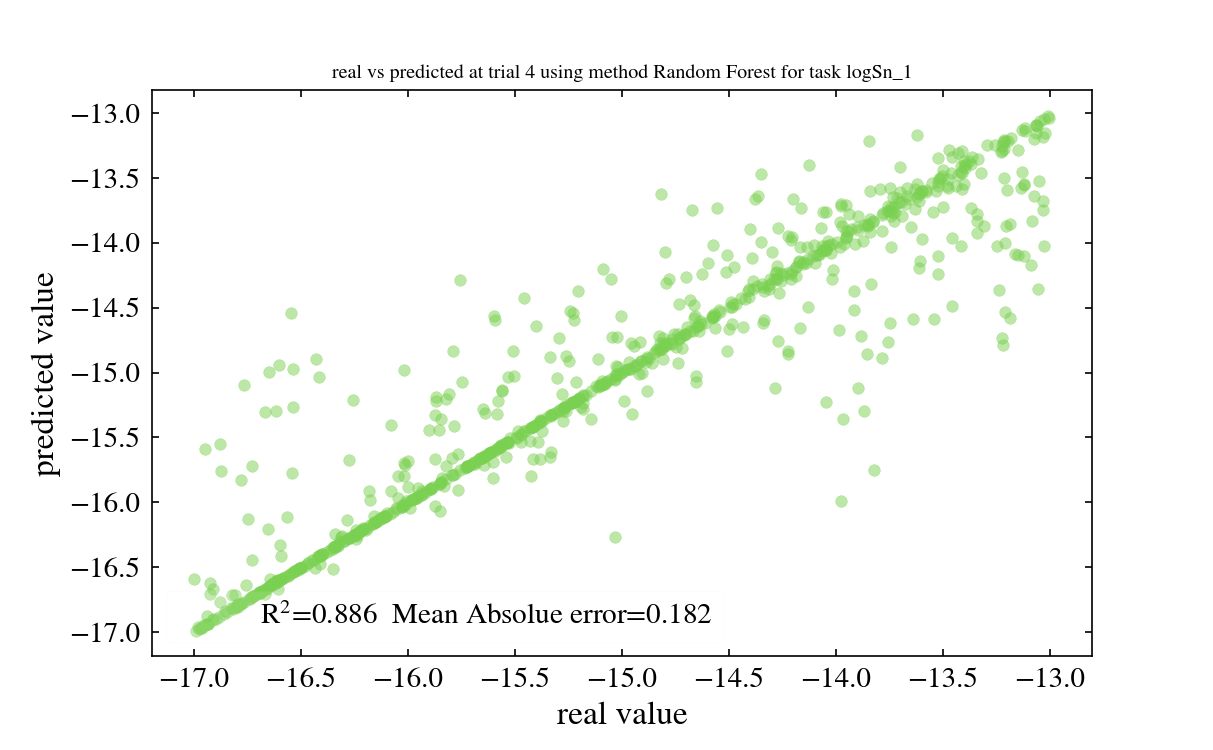 real vs predicted at trial 4 using method Random Forest for task logSn_1
−13.0
−13.5
−14.0
−14.5
−15.0
−15.5
−16.0
−16.5
−17.0
predicted value
R²=0.886 Mean Absolue error=0.182
−17.0 −16.5 −16.0 −15.5 −15.0 −14.5 −14.0 −13.5 −13.0
real value